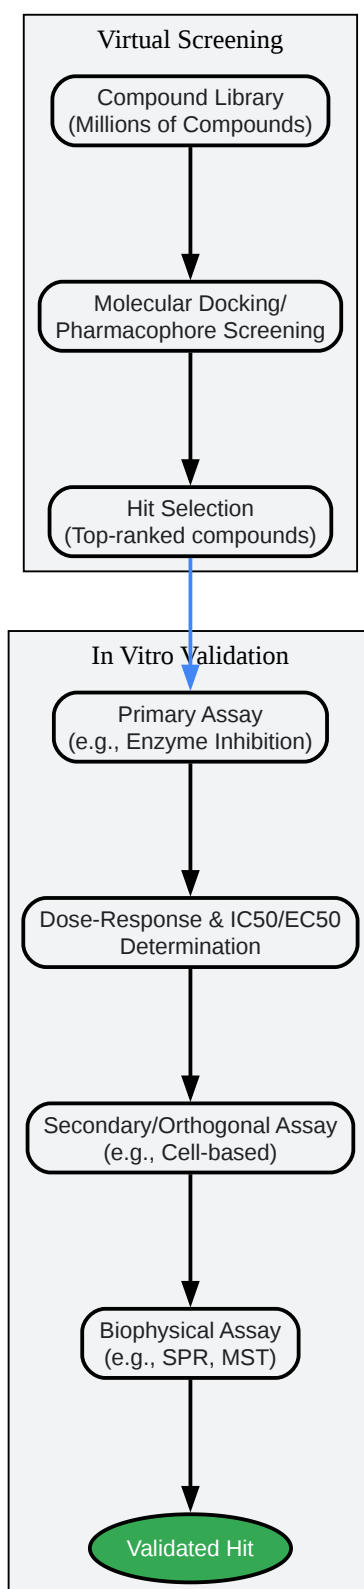 Virtual Screening
Compound Library
(Millions of Compounds)
Molecular Docking/
Pharmacophore Screening
Hit Selection
(Top-ranked compounds)
In Vitro Validation
Primary Assay
(e.g., Enzyme Inhibition)
Dose-Response & IC50/EC50
Determination
Secondary/Orthogonal Assay
(e.g., Cell-based)
Biophysical Assay
(e.g., SPR, MST)
Validated Hit